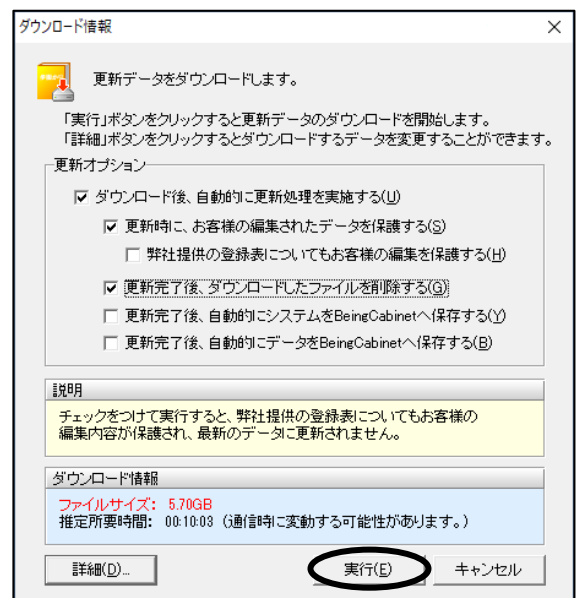 ダウンロード情報
更新データをダウンロードします。
「実行」ボタンをクリックすると更新データのダウンロードを開始します。
「詳細」ボタンをクリックするとダウンロードするデータを変更することができます。
更新オプション
ダウンロード後、自動的に更新処理を実施する(U)
更新時に、お客様の編集されたデータを保護する(S)
弊社提供の登録表についてもお客様の編集を保護する(H)
更新完了後、ダウンロードしたファイルを削除する(G)
更新完了後、自動的にシステムをBeingCabinetへ保存する(Y)
更新完了後、自動的にデータをBeingCabinetへ保存する(B)
説明
チェックをつけて実行すると、弊社提供の登録表についてもお客様の
編集内容が保護され、最新のデータに更新されません。
ダウンロード情報
ファイルサイズ: 5.70GB
推定所要時間: 00:10:03 (通信時に変動する可能性があります。)
詳細(D)... 実行(E) キャンセル